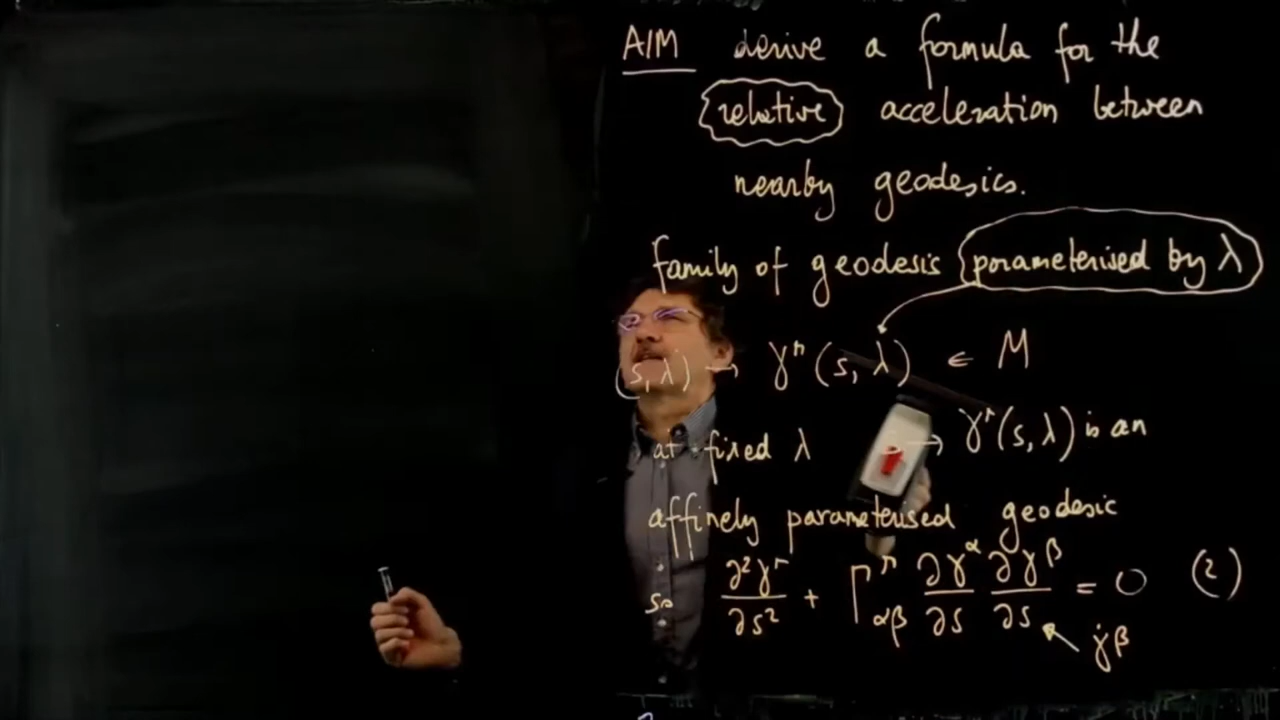 AIM derive a formula for the
relative acceleration between
nearby geodesics.
family of geodesis parameterised by λ
(s, λ) → γ^μ (s, λ) ∈ M
at fixed λ → γ^μ(s, λ) is an
affinely parameterised geodesic
so ∂²γ^μ/∂s² + Γ^μ_αβ ∂γ^α/∂s ∂γ^β/∂s = 0 (2)
γ̇^β